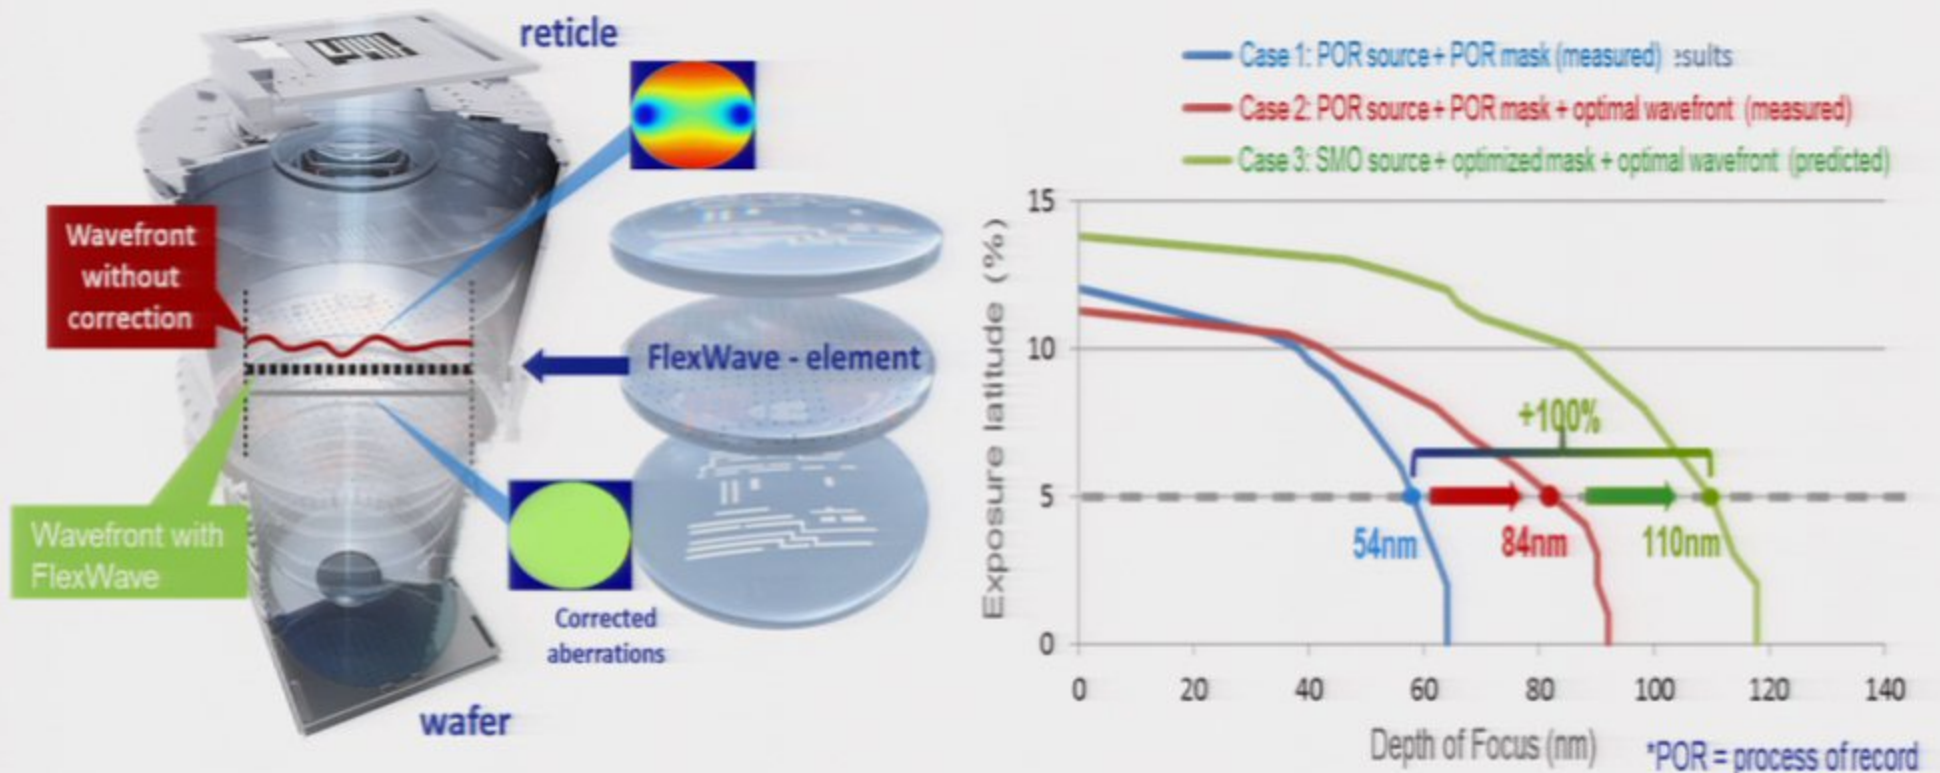 reticle
Wavefront
without
correction
FlexWave - element
Wavefront with
FlexWave
Corrected
aberrations
wafer
Case 1: POR source + POR mask (measured) esults
Case 2: POR source + POR mask + optimal wavefront (measured)
Case 3: SMO source + optimized mask + optimal wavefront (predicted)
Exposure latitude (%)
15
10
5
0
+100%
54nm
84nm
110nm
0 20 40 60 80 100 120 140
Depth of Focus (nm)
*POR = process of record